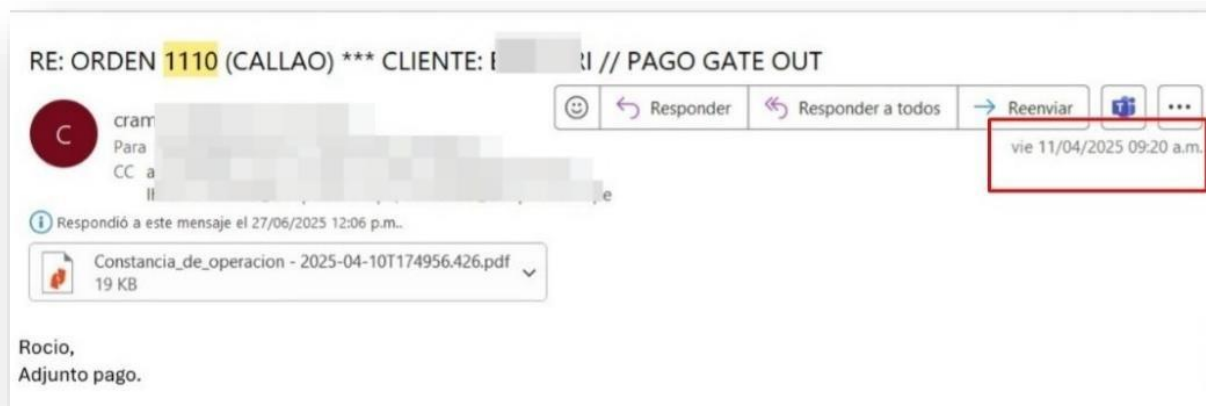 RE: ORDEN 1110 (CALLAO) *** CLIENTE: // PAGO GATE OUT
Responder
Responder a todos
Reenviar
C
cram
Para
CC a
vie 11/04/2025 09:20 a.m.
Respondió a este mensaje el 27/06/2025 12:06 p.m..
Constancia_de_operacion - 2025-04-10T174956.426.pdf
19 KB
Rocio,
Adjunto pago.